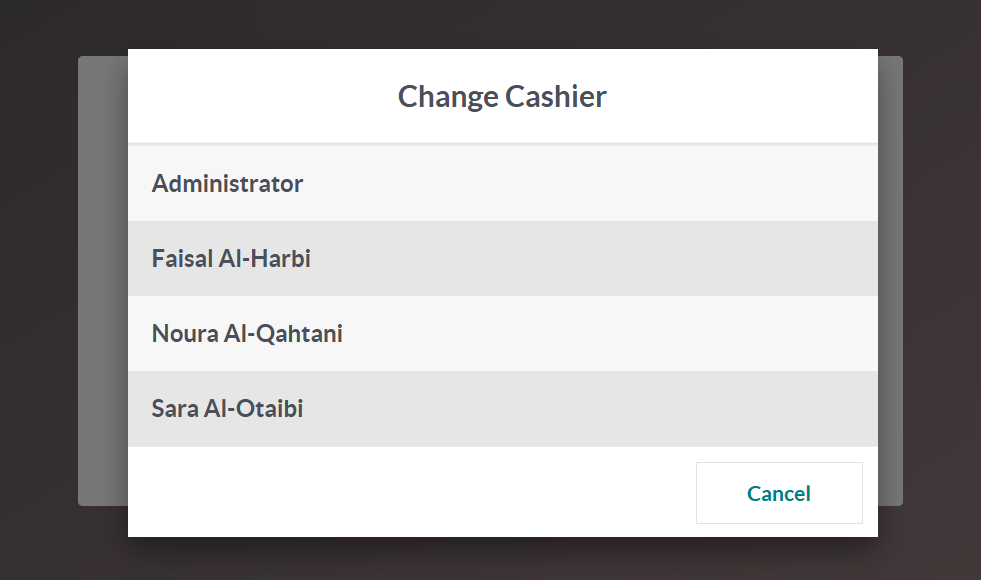 Change Cashier
Administrator
Faisal Al-Harbi
Noura Al-Qahtani
Sara Al-Otaibi
Cancel